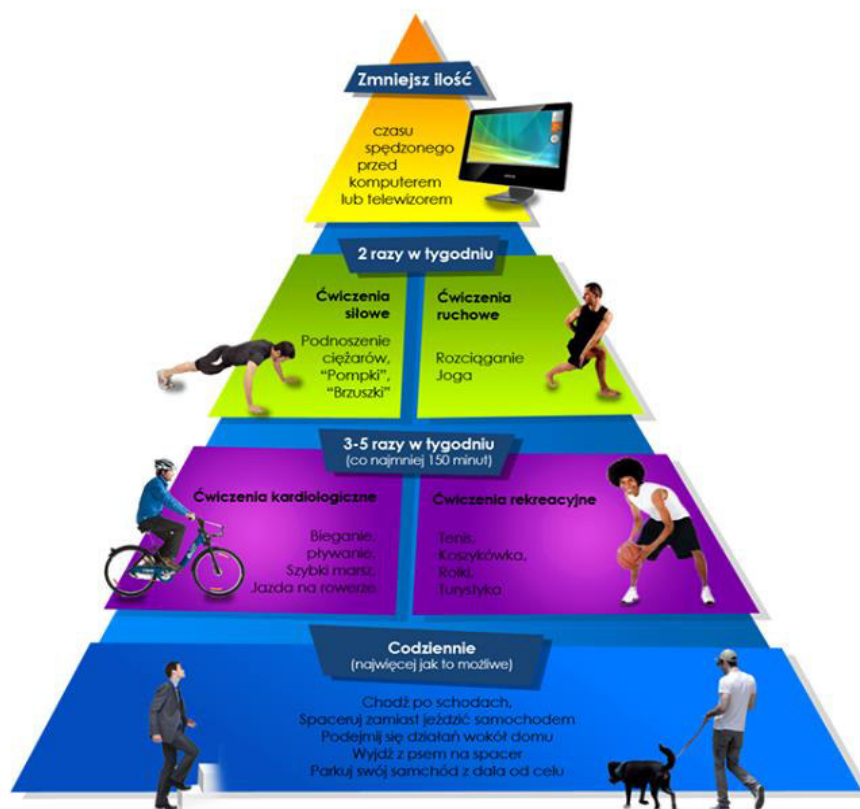 Zmniejsz ilość
czasu
spędzonego
przed
komputerem
lub telewizorem
2 razy w tygodniu
Ćwiczenia
siłowe
Podnoszenie
ciężarów,
"Pompki",
"Brzuszki"
Ćwiczenia
ruchowe
Rozciąganie
Joga
3-5 razy w tygodniu
(co najmniej 150 minut)
Ćwiczenia kardiologiczne
Bieganie,
pływanie,
Szybki marsz,
Jazda na rowerze
Ćwiczenia rekreacyjne
Tenis,
Koszykówka,
Rolki,
Turystyka
Codziennie
(najwięcej jak to możliwe)
Chodź po schodach,
Spaceruj zamiast jeździć samochodem
Podejmij się działań wokół domu
Wyjdź z psem na spacer
Parkuj swój samchód z dala od celu